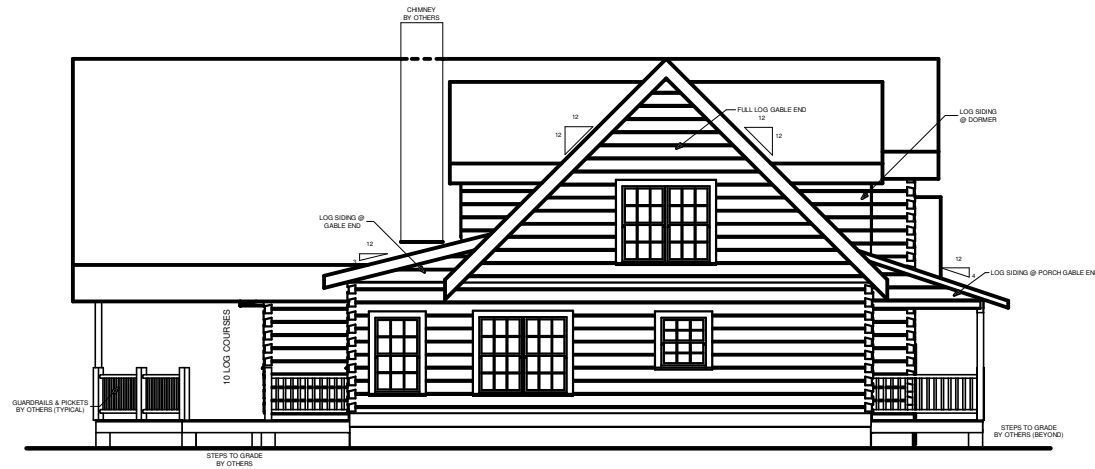 CHIMNEY
BY OTHERS
FULL LOG GABLE END
12
12
12
12
LOG SIDING
@ DORMER
LOG SIDING @
GABLE END
12
3
12
4
LOG SIDING @ PORCH GABLE END
10 LOG COURSES
GUARDRAILS & PICKETS
BY OTHERS (TYPICAL)
STEPS TO GRADE
BY OTHERS
STEPS TO GRADE
BY OTHERS (BEYOND)